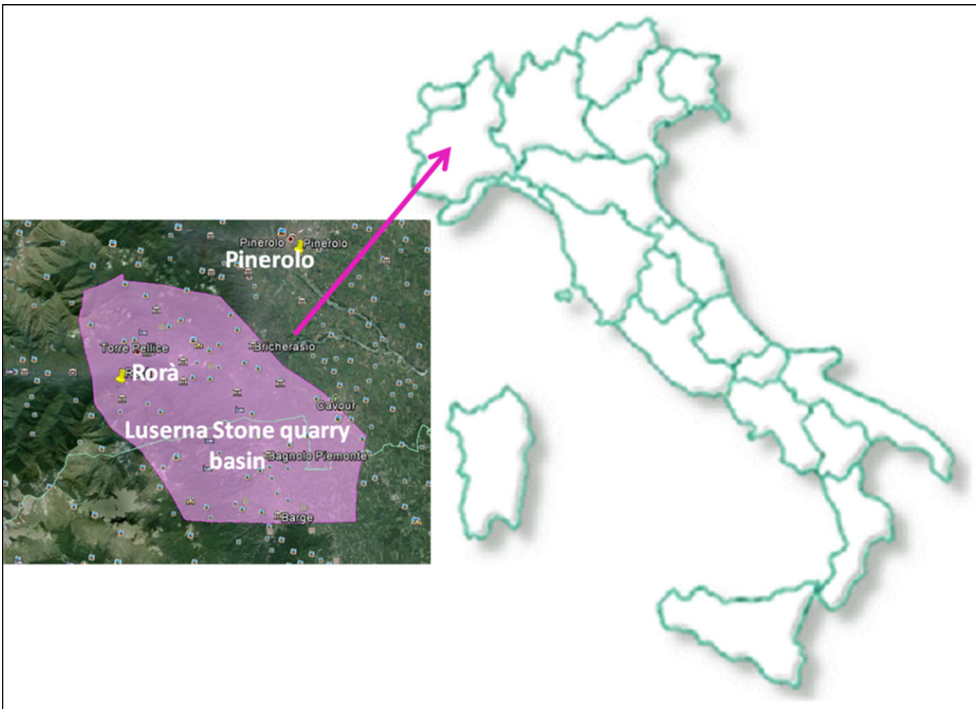 Pinerolo Pinerolo
Pinerolo
Bricherasio
Torre Pellice
Rorà
Cavour
Luserna Stone quarry
basin
Bagnolo Piemonte
Barge